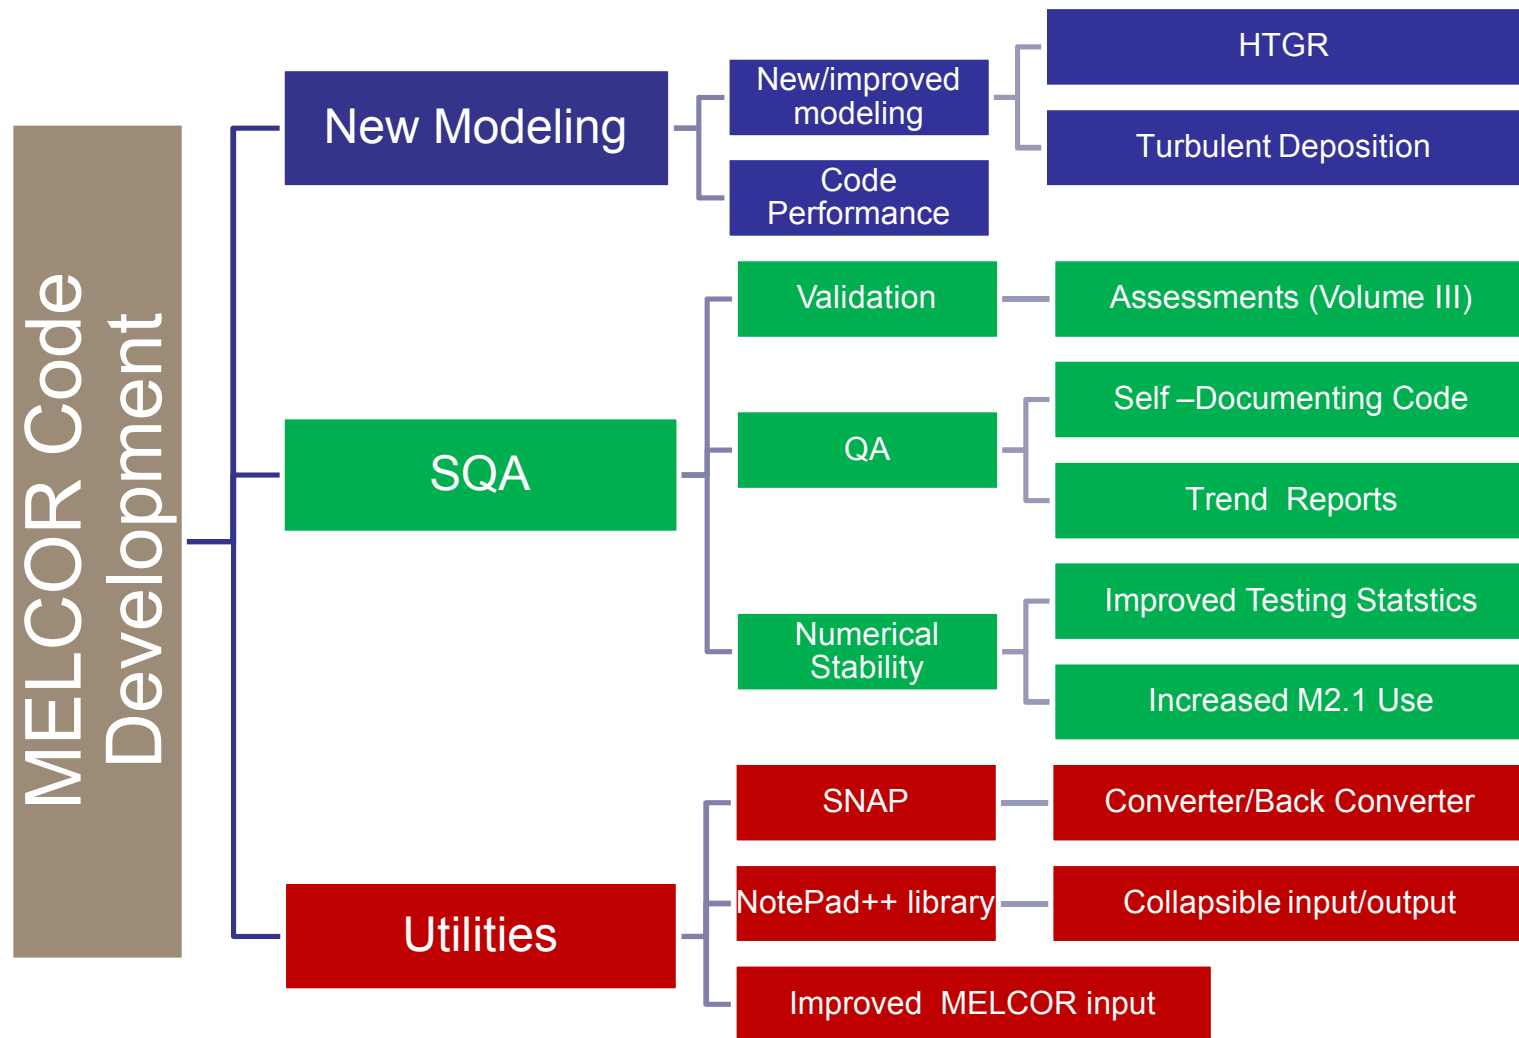 MELCOR Code
Development
New Modeling
New/improved
modeling
HTGR
Turbulent Deposition
Code
Performance
SQA
Validation
Assessments (Volume III)
QA
Self –Documenting Code
Trend Reports
Numerical
Stability
Improved Testing Statstics
Increased M2.1 Use
Utilities
SNAP
Converter/Back Converter
NotePad++ library
Collapsible input/output
Improved MELCOR input